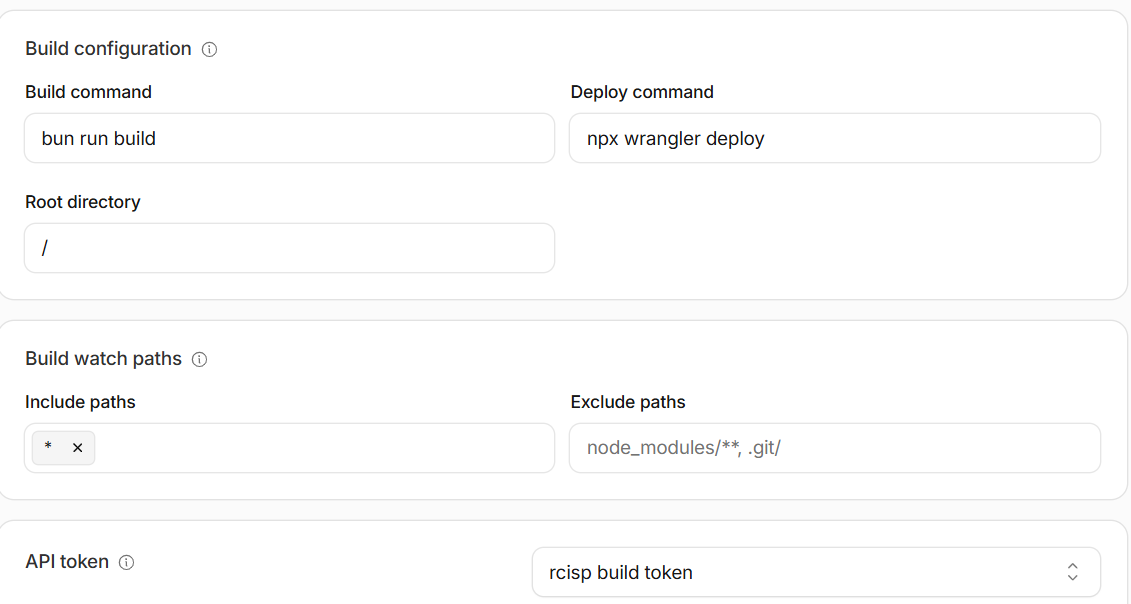 Build configuration
Build command
Deploy command
bun run build
npx wrangler deploy
Root directory
/
Build watch paths
Include paths
Exclude paths
* ×
node_modules/**, .git/
API token
rcisp build token